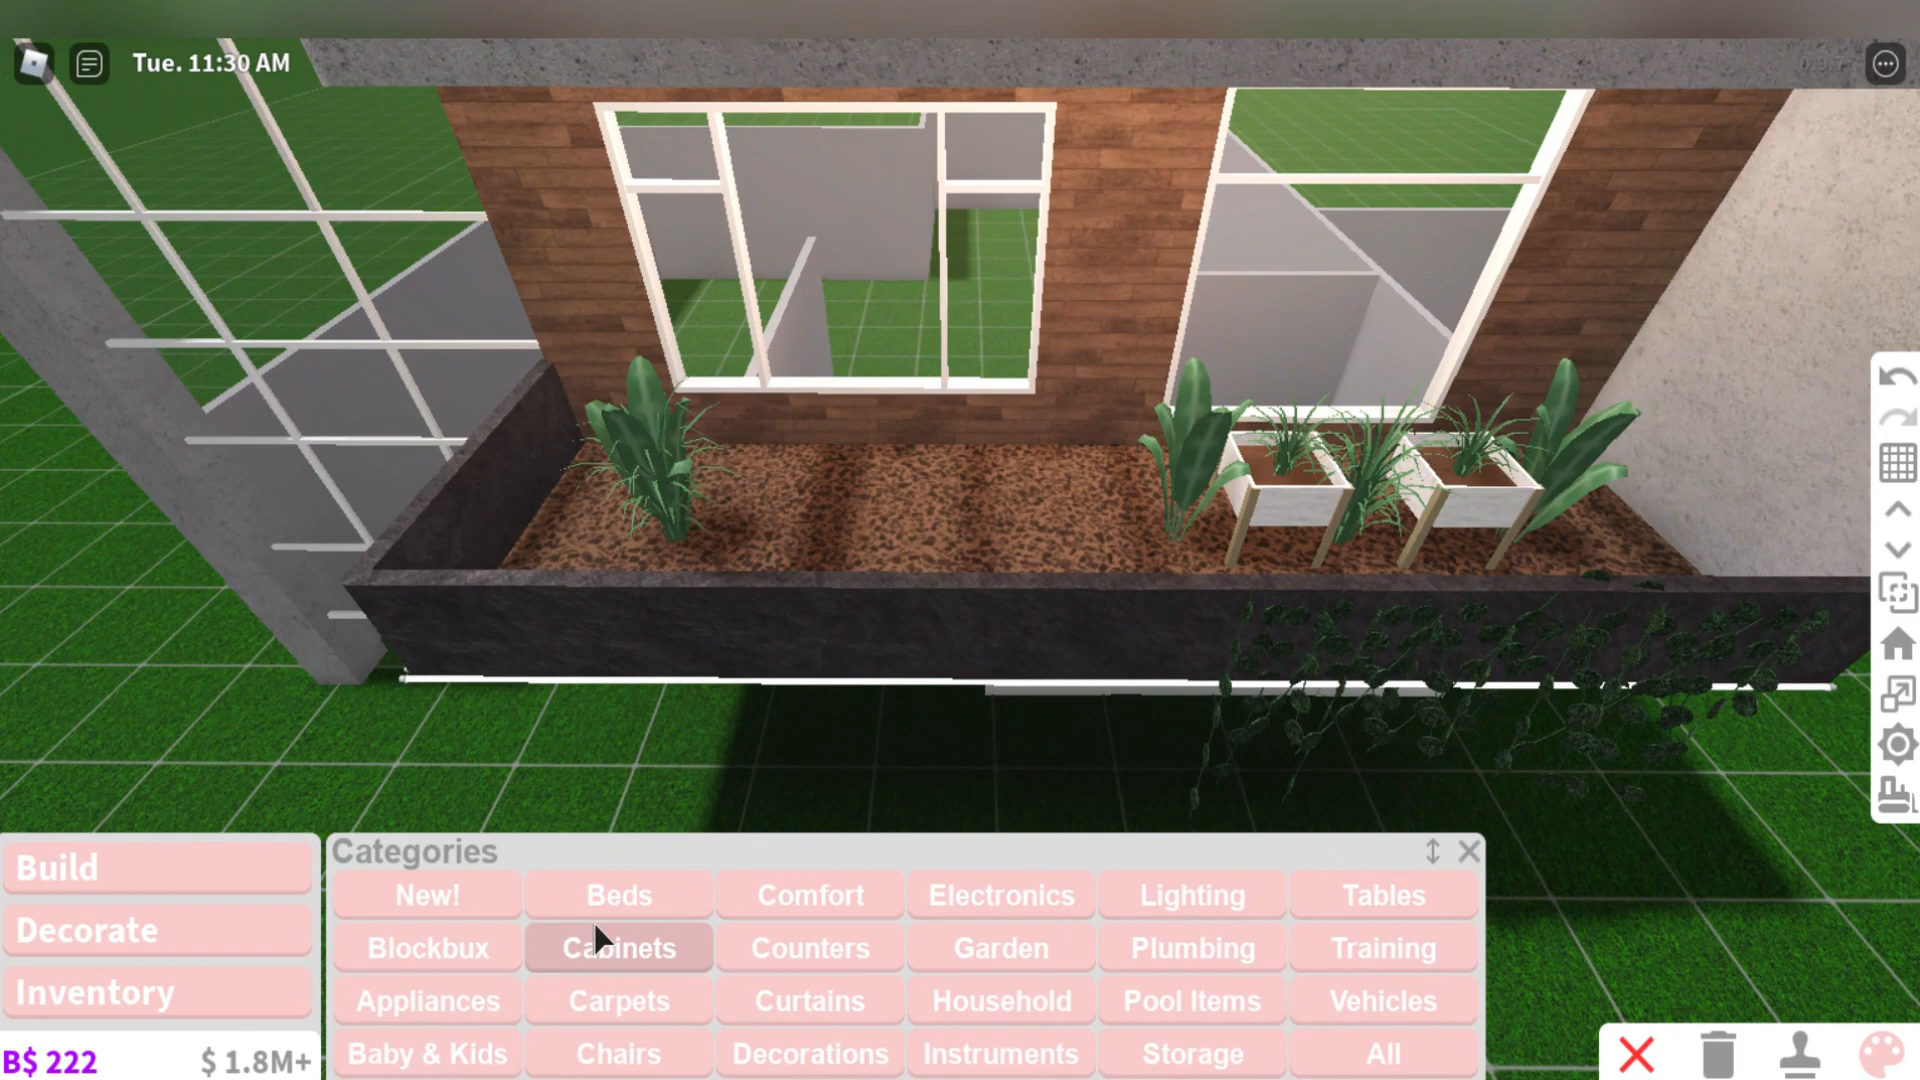 Tue. 11:30 AM
Build
Decorate
Inventory
B$ 222
$ 1.8M+
Categories
New!
Beds
Comfort
Electronics
Lighting
Tables
Blockbux
Cabinets
Counters
Garden
Plumbing
Training
Appliances
Carpets
Curtains
Household
Pool Items
Vehicles
Baby & Kids
Chairs
Decorations
Instruments
Storage
All